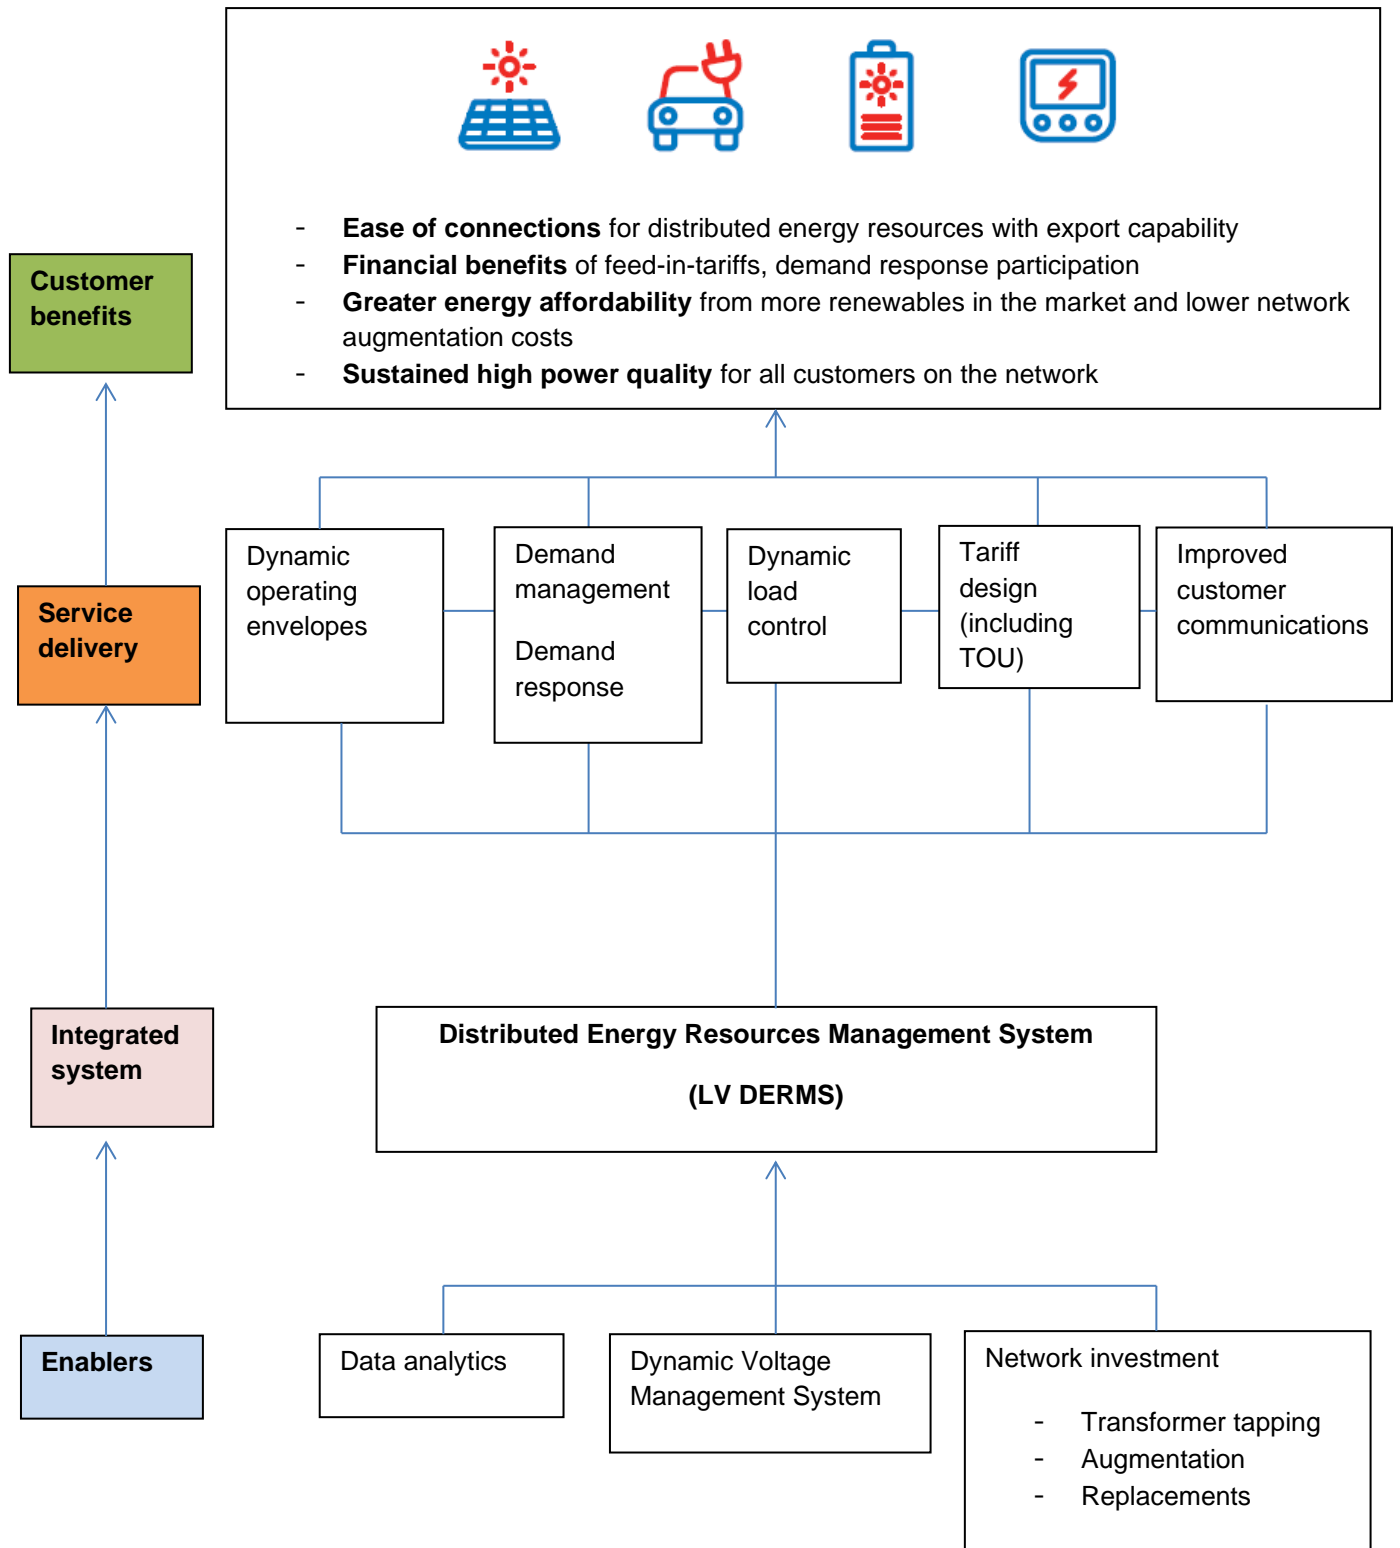 - Ease of connections for distributed energy resources with export capability
- Financial benefits of feed-in-tariffs, demand response participation
- Greater energy affordability from more renewables in the market and lower network
augmentation costs
- Sustained high power quality for all customers on the network
Customer
benefits
Dynamic
operating
envelopes
Demand
management
Demand
response
Dynamic
load
control
Tariff
design
(including
TOU)
Improved
customer
communications
Service
delivery
Integrated
system
Distributed Energy Resources Management System
(LV DERMS)
Enablers
Data analytics
Dynamic Voltage
Management System
Network investment
- Transformer tapping
- Augmentation
- Replacements